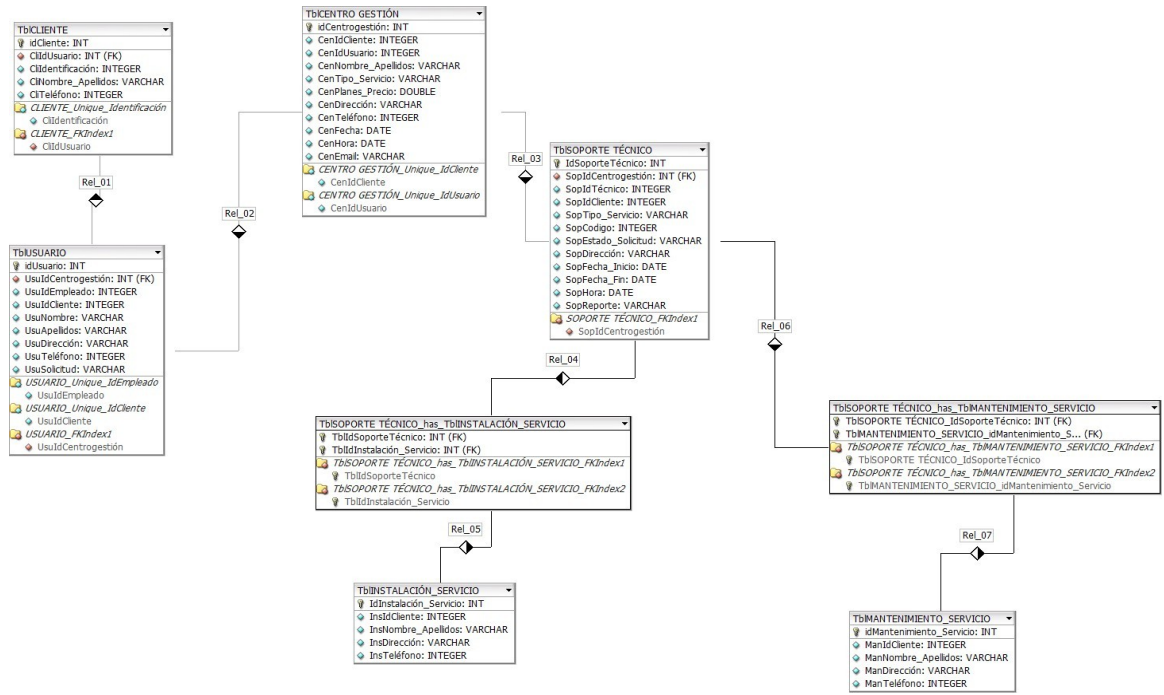 TblCLIENTE
idCliente: INT
CliIdUsuario: INT (FK)
CliIdentificación: INTEGER
CliNombre_Apellidos: VARCHAR
CliTeléfono: INTEGER
CLIENTE_Unique_Identificación
CliIdentificación
CLIENTE_FKIndex1
CliIdUsuario
Rel_01
TblUSUARIO
idUsuario: INT
UsuIdCentrogestión: INT (FK)
UsuIdEmpleado: INTEGER
UsuIdCliente: INTEGER
UsuNombre: VARCHAR
UsuApellidos: VARCHAR
UsuDirección: VARCHAR
UsuTeléfono: INTEGER
UsuSolicitud: VARCHAR
USUARIO_Unique_IdEmpleado
UsuIdEmpleado
USUARIO_Unique_IdCliente
UsuIdCliente
USUARIO_FKIndex1
UsuIdCentrogestión
Rel_02
TblCENTRO GESTIÓN
idCentrogestión: INT
CenIdCliente: INTEGER
CenIdUsuario: INTEGER
CenNombre_Apellidos: VARCHAR
CenTipo_Servicio: VARCHAR
CenPlanes_Precio: DOUBLE
CenDirección: VARCHAR
CenTeléfono: INTEGER
CenFecha: DATE
CenHora: DATE
CenEmail: VARCHAR
CENTRO GESTIÓN_Unique_IdCliente
CenIdCliente
CENTRO GESTIÓN_Unique_IdUsuario
CenIdUsuario
Rel_03
TblSOPORTE TÉCNICO
IdSoporteTécnico: INT
SopIdCentrogestión: INT (FK)
SopIdTécnico: INTEGER
SopIdCliente: INTEGER
SopTipo_Servicio: VARCHAR
SopCodigo: INTEGER
SopEstado_Solicitud: VARCHAR
SopDirección: VARCHAR
SopFecha_Inicio: DATE
SopFecha_Fin: DATE
SopHora: DATE
SopReporte: VARCHAR
SOPORTE TÉCNICO_FKIndex1
SopIdCentrogestión
Rel_04
Rel_06
TblSOPORTE TÉCNICO_has_TblINSTALACIÓN_SERVICIO
TblIdSoporteTécnico: INT (FK)
TblIdInstalación_Servicio: INT (FK)
TblSOPORTE TÉCNICO_has_TblINSTALACIÓN_SERVICIO_FKIndex1
TblIdSoporteTécnico
TblSOPORTE TÉCNICO_has_TblINSTALACIÓN_SERVICIO_FKIndex2
TblIdInstalación_Servicio
Rel_05
TblINSTALACIÓN_SERVICIO
IdInstalación_Servicio: INT
InsIdCliente: INTEGER
InsNombre_Apellidos: VARCHAR
InsDirección: VARCHAR
InsTeléfono: INTEGER
TblSOPORTE TÉCNICO_has_TblMANTENIMIENTO_SERVICIO
TblSOPORTE TÉCNICO_IdSoporteTécnico: INT (FK)
TblMANTENIMIENTO_SERVICIO_idMantenimiento_S... (FK)
TblSOPORTE TÉCNICO_has_TblMANTENIMIENTO_SERVICIO_FKIndex1
TblSOPORTE TÉCNICO_IdSoporteTécnico
TblSOPORTE TÉCNICO_has_TblMANTENIMIENTO_SERVICIO_FKIndex2
TblMANTENIMIENTO_SERVICIO_idMantenimiento_Servicio
Rel_07
TblMANTENIMIENTO_SERVICIO
idMantenimiento_Servicio: INT
ManIdCliente: INTEGER
ManNombre_Apellidos: VARCHAR
ManDirección: VARCHAR
ManTeléfono: INTEGER